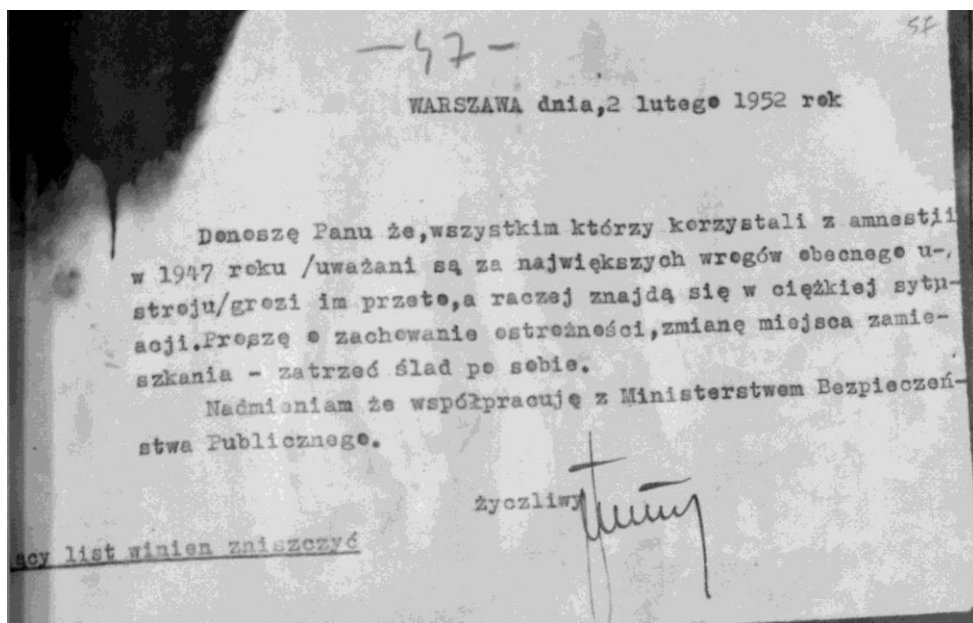 -47-
57
WARSZAWA dnia,2 lutego 1952 rok
Donoszę Panu że,wszystkim którzy korzystali z amnestji
w 1947 roku /uważani są za największych wrogów obecnego u-
stroju/grozi im przeto,a raczej znajdą się w ciężkiej sytu-
acji.Proszę o zachowanie ostrożności,zmianę miejsca zamie-
szkania - zatrzeć ślad po sobie.
Nadmieniam że współpracuję z Ministerstwem Bezpieczeń-
stwa Publicznego.
życzliwy
ący list winien zniszczyć